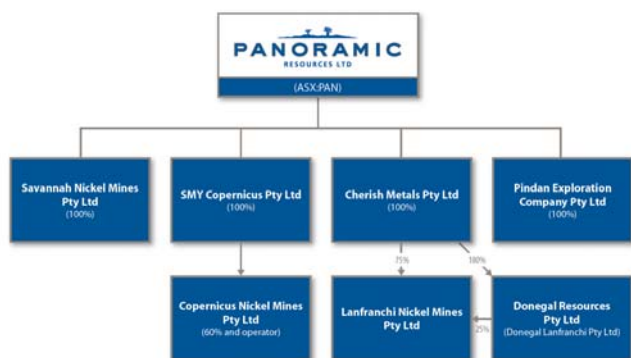 PANORAMIC
RESOURCES LTD
(ASX:PAN)
Savannah Nickel Mines
Pty Ltd
(100%)
SMY Copernicus Pty Ltd
(100%)
Cherish Metals Pty Ltd
(100%)
Pindan Exploration
Company Pty Ltd
(100%)
75%
100%
Copernicus Nickel Mines
Pty Ltd
(60% and operator)
Lanfranchi Nickel Mines
Pty Ltd
25%
Donegal Resources
Pty Ltd
(Donegal Lanfranchi Pty Ltd)